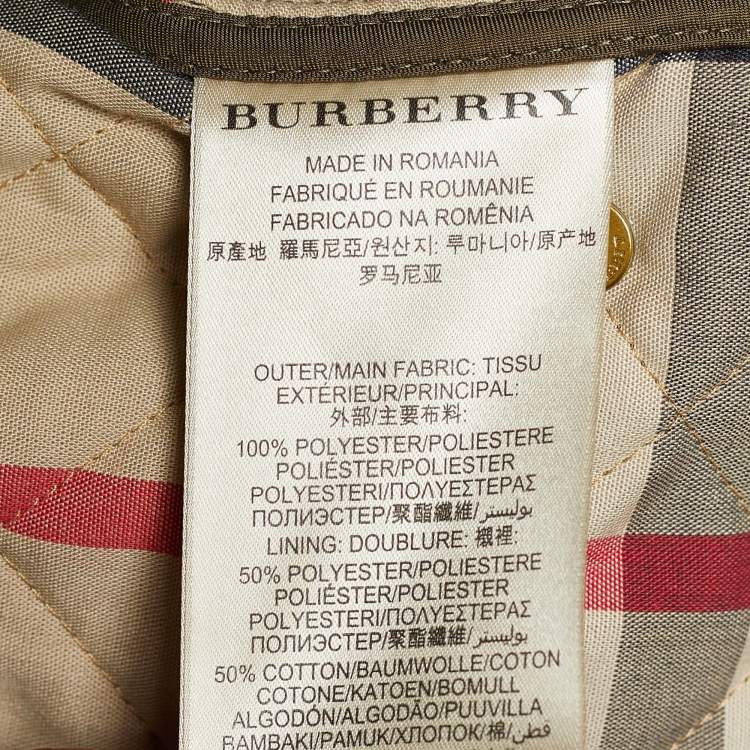 BURBERRY
MADE IN ROMANIA
FABRIQUÉ EN ROUMANIE
FABRICADO NA ROMÊNIA
原產地 羅馬尼亞/원산지: 루마니아/原产地
罗马尼亚
OUTER/MAIN FABRIC: TISSU
EXTÉRIEUR/PRINCIPAL:
外部/主要布料:
100% POLYESTER/POLIESTERE
POLIÉSTER/POLIESTER
POLYESTERI/ΠΟΛΥΕΣΤΕΡΑΣ
ПОЛИЭСТЕР/聚酯纖維/بوليستر
LINING: DOUBLURE: 襯裡:
50% POLYESTER/POLIESTERE
POLIÉSTER/POLIESTER
POLYESTERI/ΠΟΛΥΕΣΤΕΡΑΣ
ПОЛИЭСТЕР/聚酯纖維/بوليستر
50% COTTON/BAUMWOLLE/COTON
COTONE/KATOEN/BOMULL
ALGODÓN/ALGODÃO/PUUVILLA
BAMBAKI/PAMUK/ХЛОПОК/棉/قطن